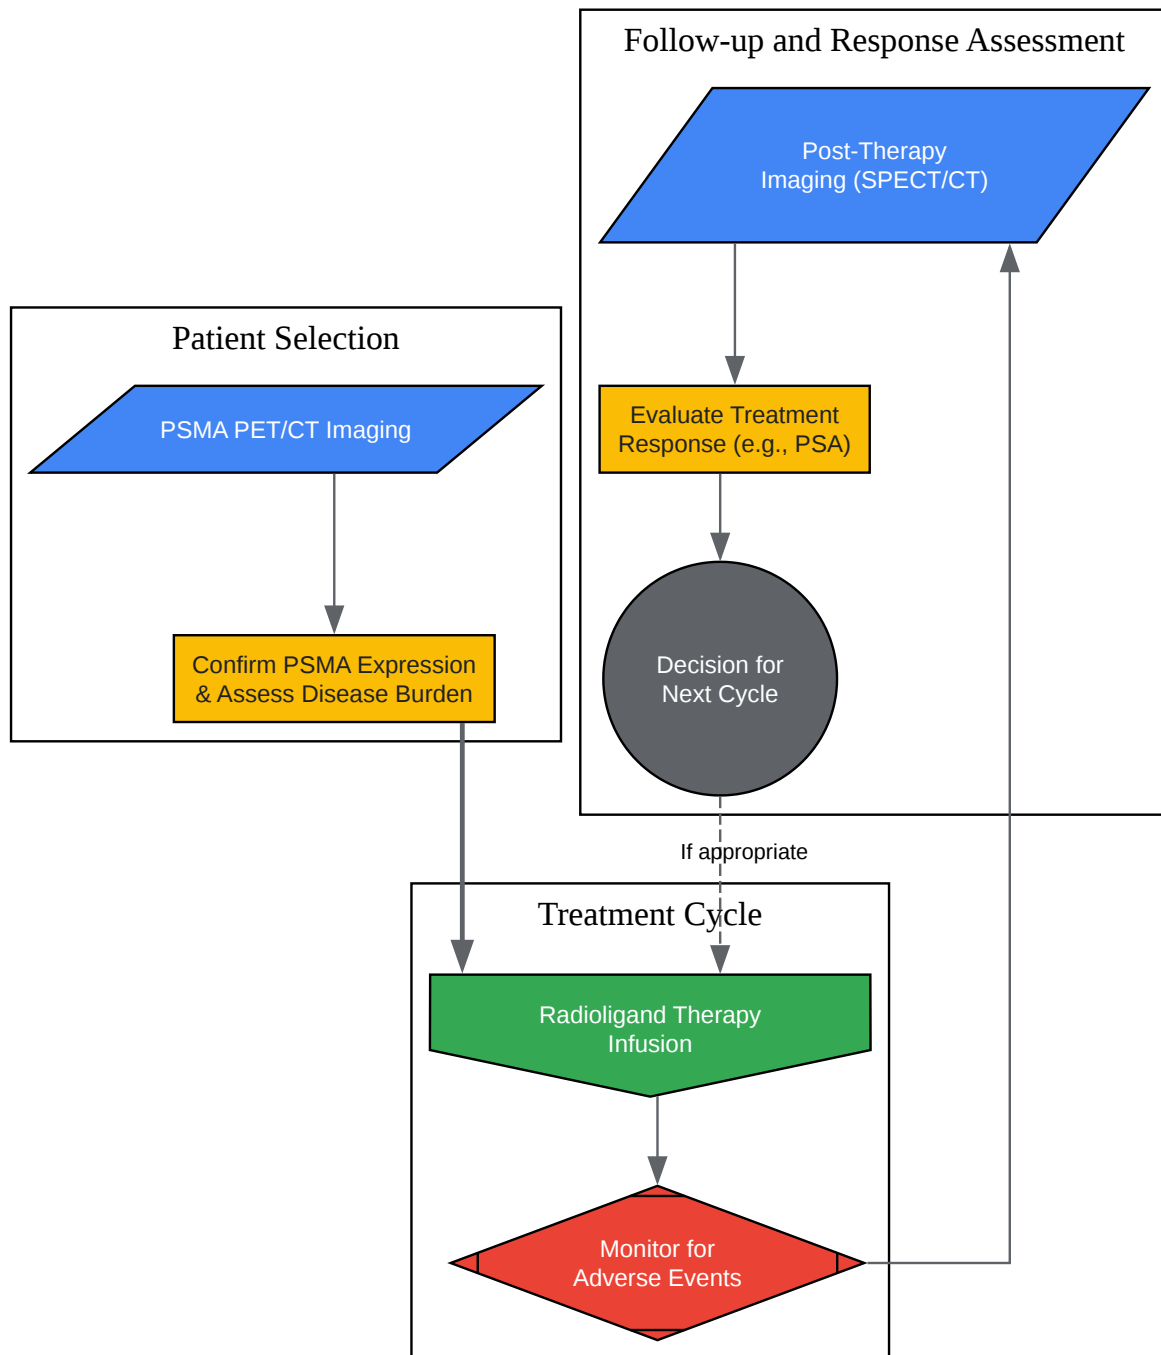 Follow-up and Response Assessment
Post-Therapy
Imaging (SPECT/CT)
Patient Selection
PSMA PET/CT Imaging
Evaluate Treatment
Response (e.g., PSA)
Confirm PSMA Expression
& Assess Disease Burden
Decision for
Next Cycle
If appropriate
Treatment Cycle
Radioligand Therapy
Infusion
Monitor for
Adverse Events